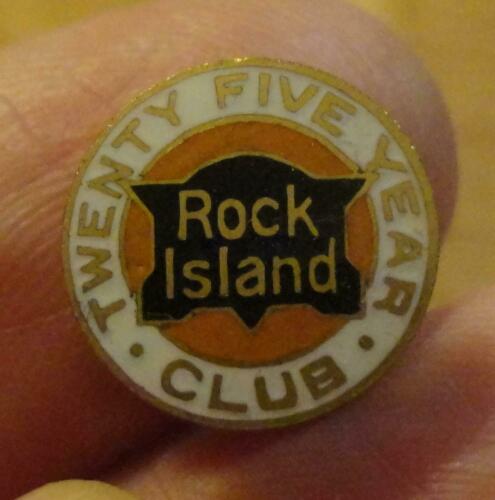 TWENTY FIVE YEAR
Rock
Island
• CLUB •